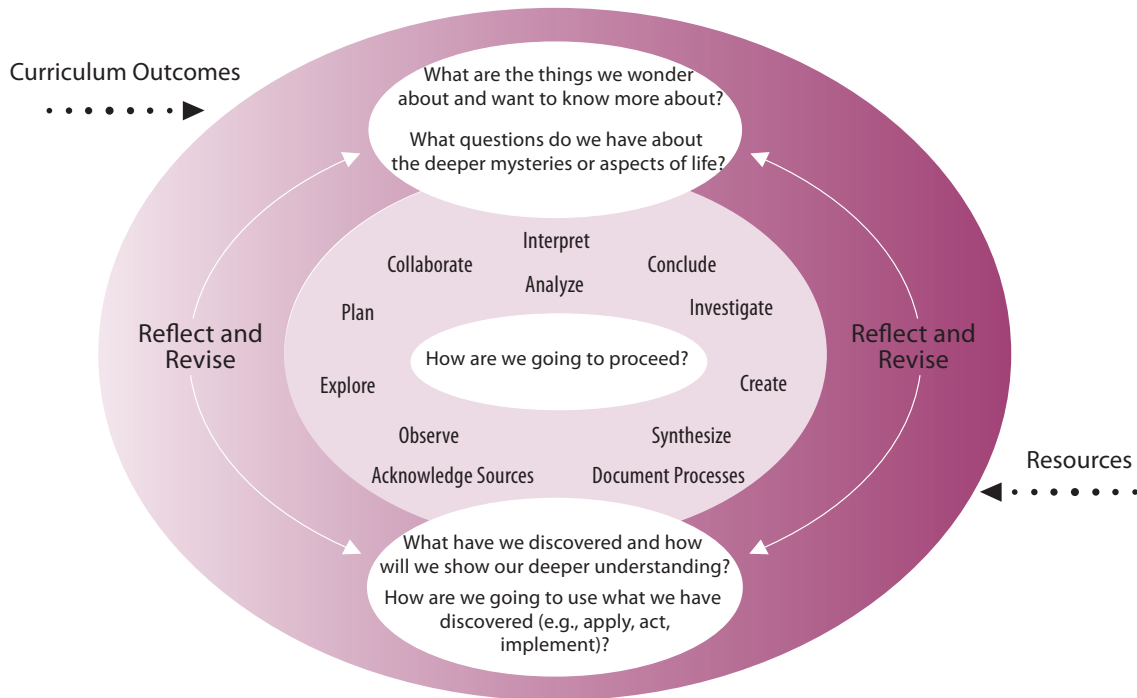 Curriculum Outcomes
What are the things we wonder
about and want to know more about?
What questions do we have about
the deeper mysteries or aspects of life?
Interpret
Collaborate
Conclude
Analyze
Plan
Investigate
Reflect and
Revise
How are we going to proceed?
Reflect and
Revise
Explore
Create
Observe
Synthesize
Acknowledge Sources
Document Processes
Resources
What have we discovered and how
will we show our deeper understanding?
How are we going to use what we have
discovered (e.g., apply, act,
implement)?